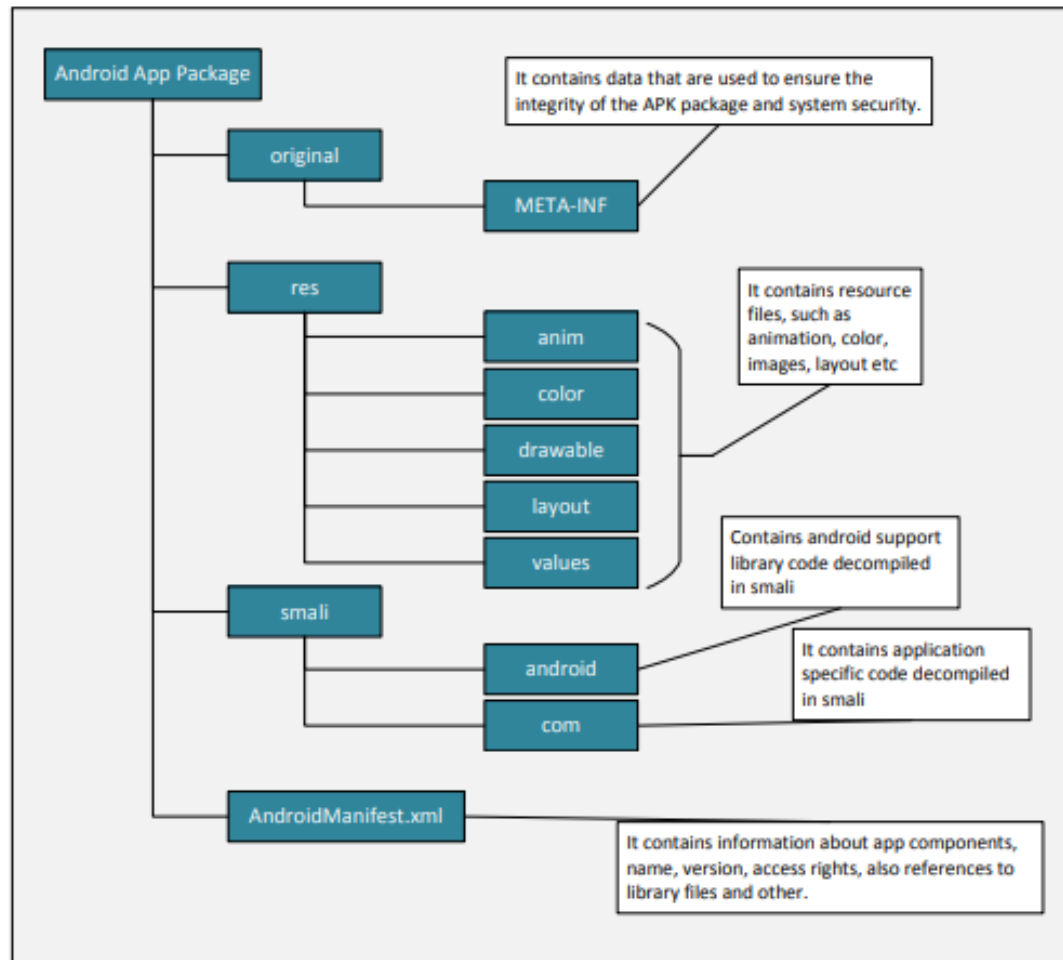 Android App Package
It contains data that are used to ensure the
integrity of the APK package and system security.
original
META-INF
res
It contains resource
files, such as
animation, color,
images, layout etc
anim
color
drawable
layout
values
Contains android support
library code decompiled
in smali
smali
android
It contains application
specific code decompiled
in smali
com
AndroidManifest.xml
It contains information about app components,
name, version, access rights, also references to
library files and other.